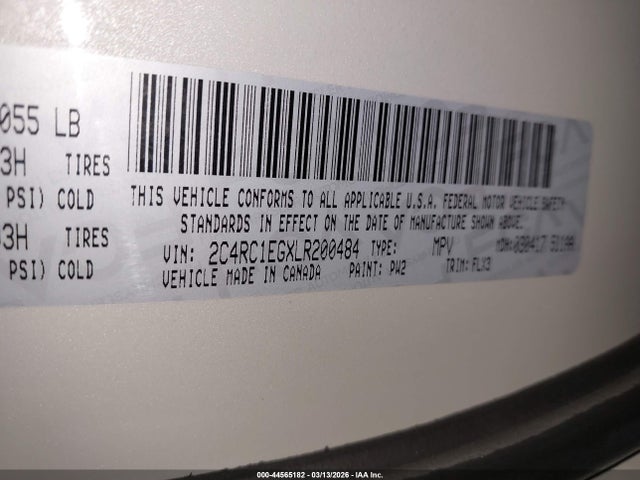 055 LB
3H TIRES
PSI) COLD
3H
PSI) COLD
THIS VEHICLE CONFORMS TO ALL APPLICABLE U.S.A. FEDERAL MOTOR VEHICLE SAFETY
STANDARDS IN EFFECT ON THE DATE OF MANUFACTURE SHOWN ABOVE.
VIN: 2C4RC1EGXLR200484 TYPE: MPV MDH:
VEHICLE MADE IN CANADA PAINT: PW2 TRIM: FLX3
000-44565182 - 03/13/2026 - IAA Inc.